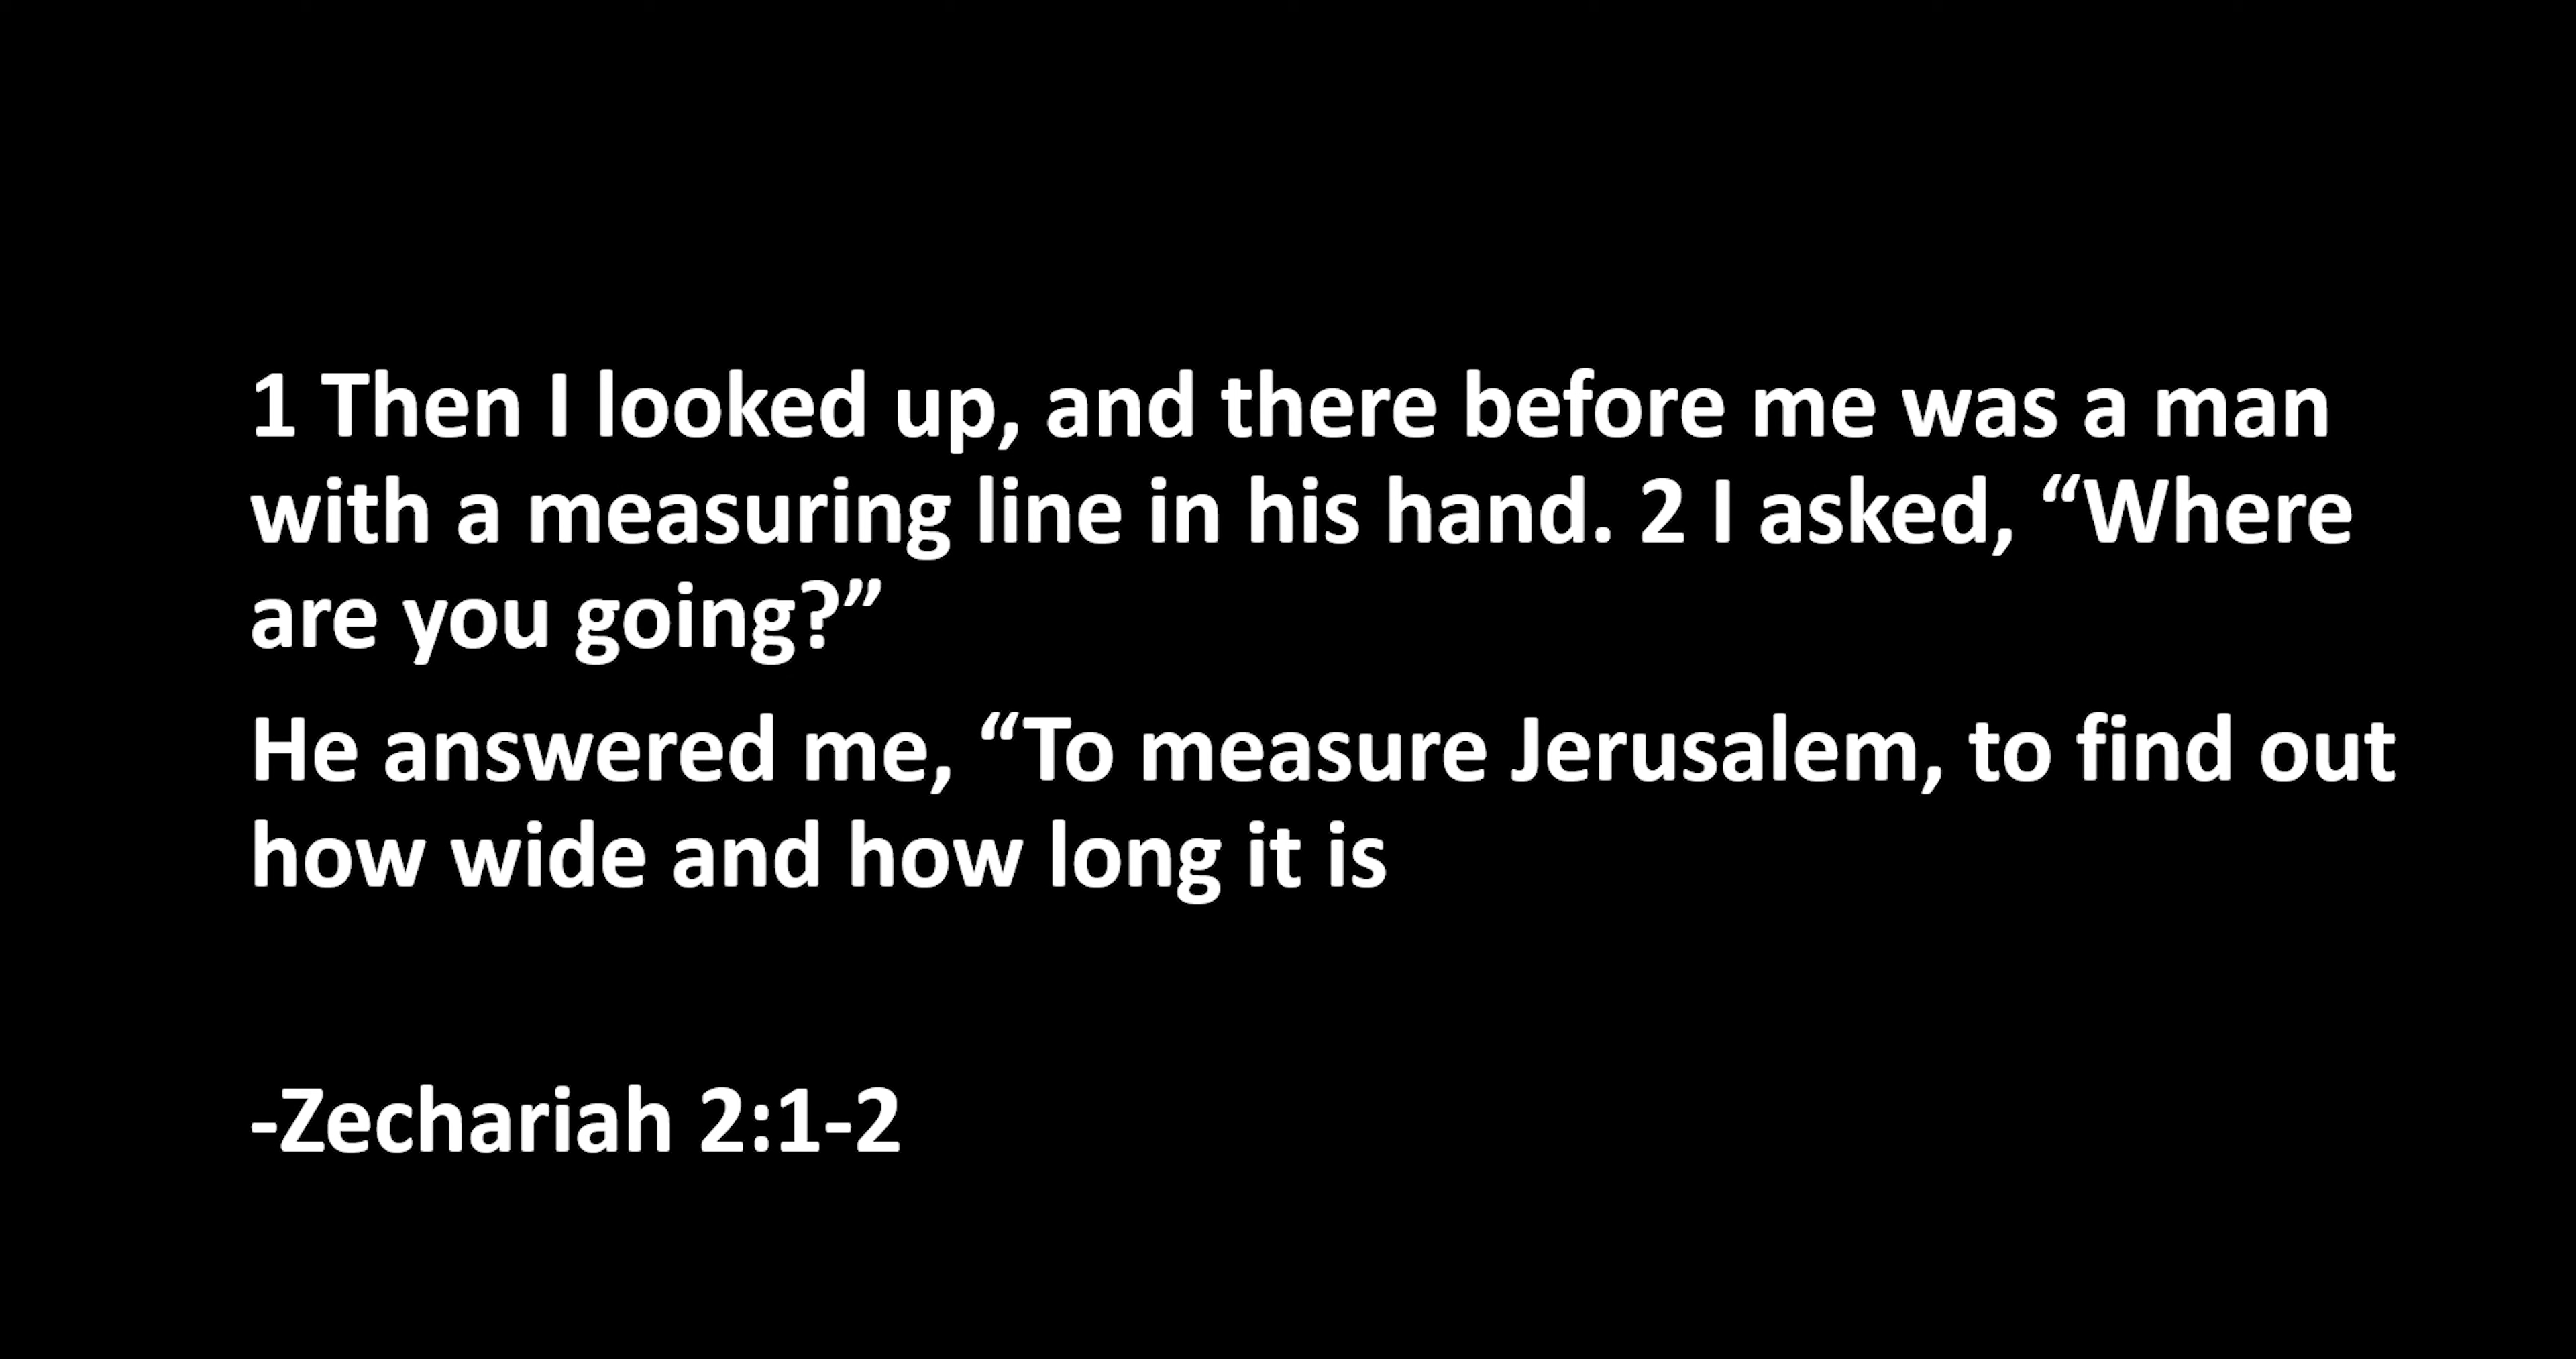 1 Then I looked up, and there before me was a man
with a measuring line in his hand. 2 I asked, “Where
are you going?”
He answered me, “To measure Jerusalem, to find out
how wide and how long it is
-Zechariah 2:1-2